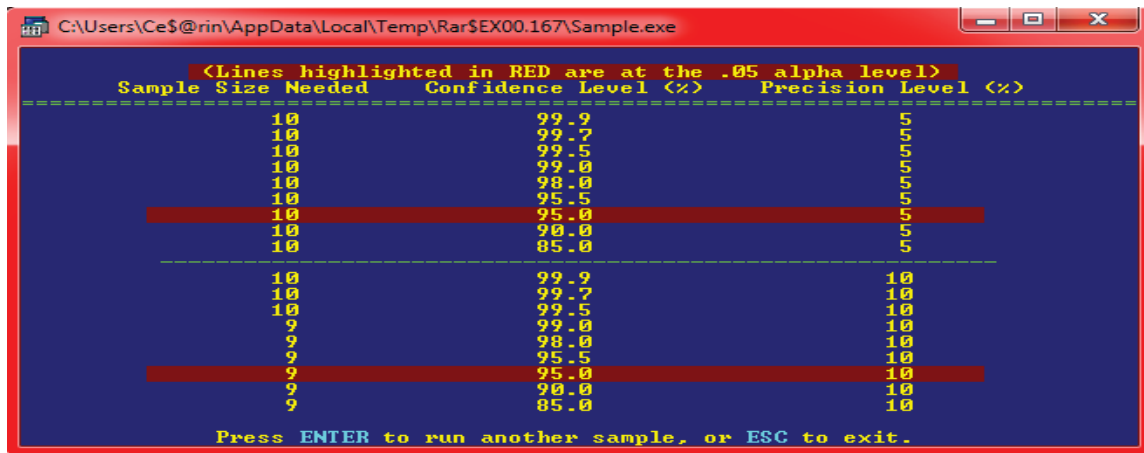 C:\Users\Ce$@rin\AppData\Local\Temp\Rar$EX00.167\Sample.exe
(Lines highlighted in RED are at the .05 alpha level)
Sample Size Needed Confidence Level (%) Precision Level (%)
10 99.9 5
10 99.7 5
10 99.5 5
10 99.0 5
10 98.0 5
10 95.5 5
10 95.0 5
10 90.0 5
10 85.0 5
10 99.9 10
10 99.7 10
10 99.5 10
9 99.0 10
9 98.0 10
9 95.5 10
9 95.0 10
9 90.0 10
9 85.0 10
Press ENTER to run another sample, or ESC to exit.